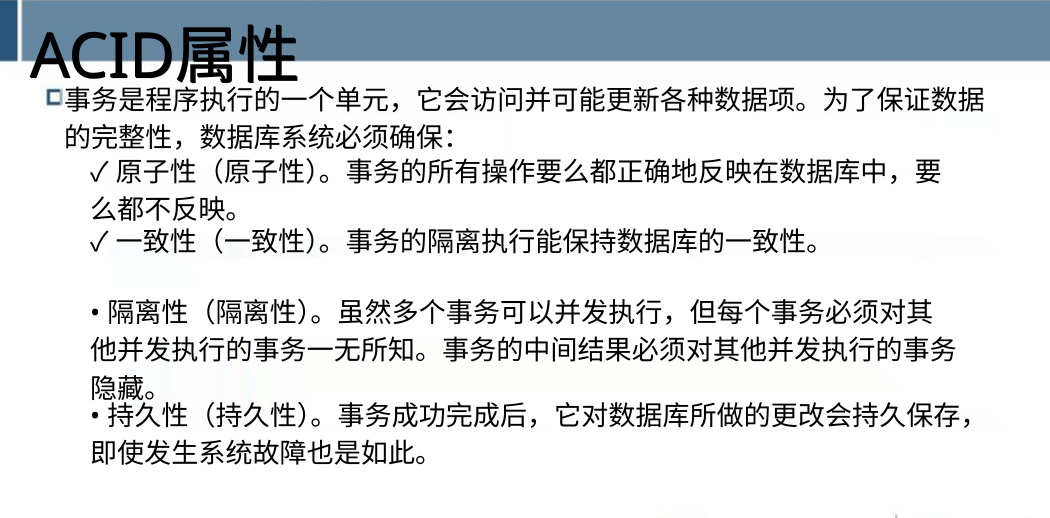 ACID属性
事务是程序执行的一个单元，它会访问并可能更新各种数据项。为了保证数据
的完整性，数据库系统必须确保：
✓ 原子性（原子性）。事务的所有操作要么都正确地反映在数据库中，要
么都不反映。
✓ 一致性（一致性）。事务的隔离执行能保持数据库的一致性。
• 隔离性（隔离性）。虽然多个事务可以并发执行，但每个事务必须对其
他并发执行的事务一无所知。事务的中间结果必须对其他并发执行的事务
隐藏。
• 持久性（持久性）。事务成功完成后，它对数据库所做的更改会持久保存，
即使发生系统故障也是如此。